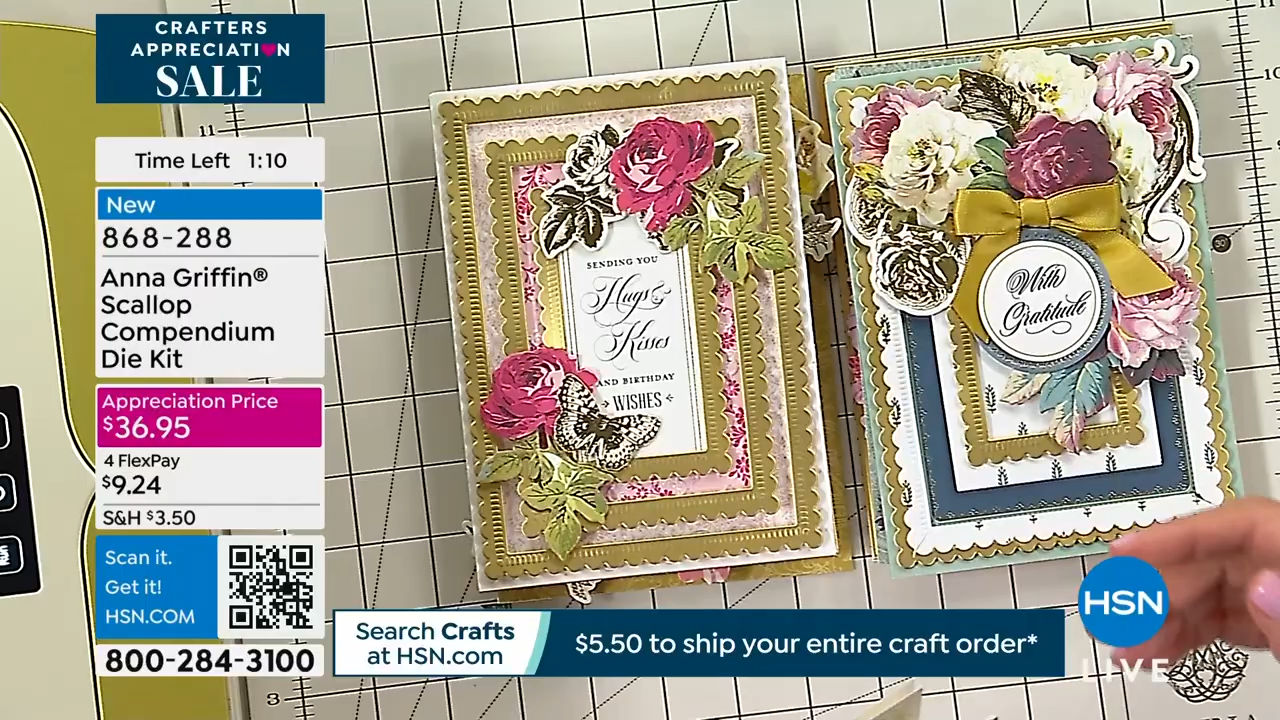 CRAFTERS
APPRECIATION
SALE
Time Left 1:10
New
868-288
Anna Griffin®
Scallop
Compendium
Die Kit
Appreciation Price
$36.95
4 FlexPay
$9.24
S&H $3.50
Scan it.
Get it!
HSN.COM
800-284-3100
Search Crafts
at HSN.com
$5.50 to ship your entire craft order*
HSN
LIVE
SENDING YOU
Hugs &
Kisses
AND BIRTHDAY
WISHES
With
Gratitude
11
10
3